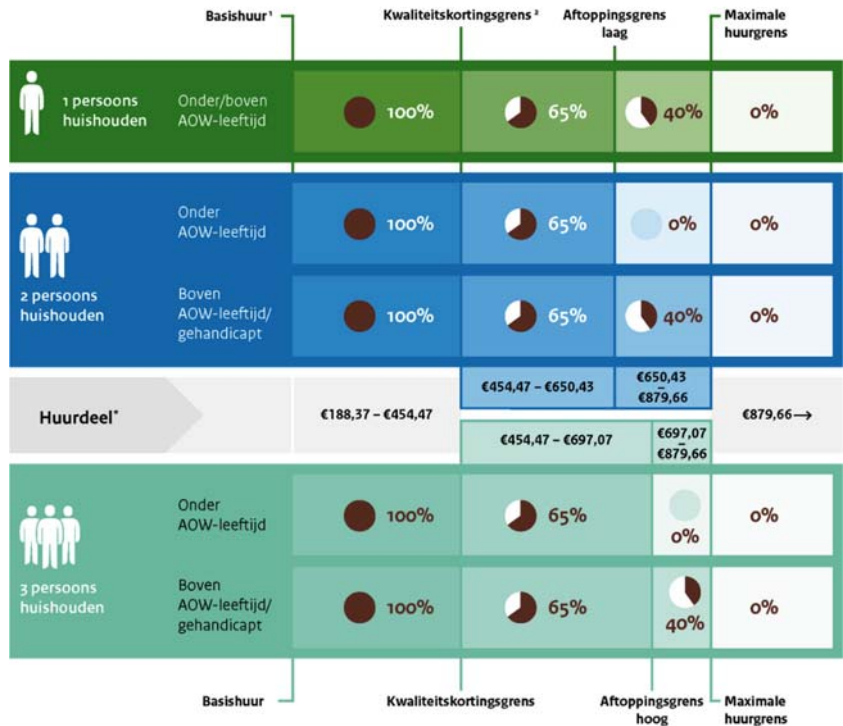 Basishuur ¹
Kwaliteitskortingsgrens ²
Aftoppingsgrens
laag
Maximale
huurgrens
1 persoons
huishouden
Onder/boven
AOW-leeftijd
100%
65%
40%
0%
2 persoons
huishouden
Onder
AOW-leeftijd
100%
65%
0%
0%
Boven
AOW-leeftijd/
gehandicapt
100%
65%
40%
0%
Huurdeel*
€188,37 – €454,47
€454,47 – €650,43
€650,43
–
€879,66
€454,47 – €697,07
€697,07
–
€879,66
€879,66→
3 persoons
huishouden
Onder
AOW-leeftijd
100%
65%
0%
0%
Boven
AOW-leeftijd/
gehandicapt
100%
65%
40%
0%
Basishuur
Kwaliteitskortingsgrens
Aftoppingsgrens
hoog
Maximale
huurgrens